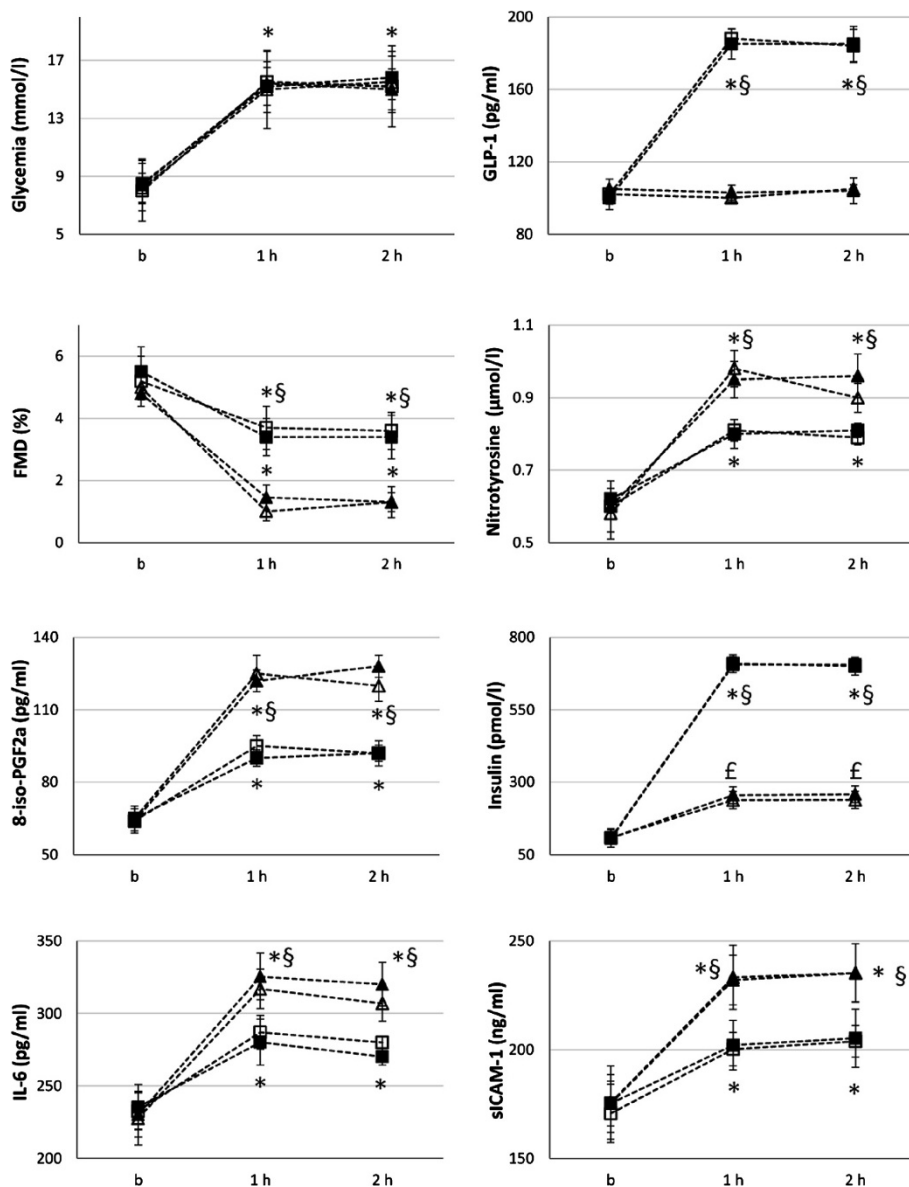 Glycemia (mmol/l)
17
13
9
5
* *
b 1 h 2 h
GLP-1 (pg/ml)
200
160
120
80
*§ *§
b 1 h 2 h
FMD (%)
6
4
2
0
*§ *§
* *
b 1 h 2 h
Nitrotyrosine (µmol/l)
1.1
0.9
0.7
0.5
*§ *§
* *
b 1 h 2 h
8-iso-PGF2a (pg/ml)
140
110
80
50
*§ *§
* *
b 1 h 2 h
Insulin (pmol/l)
800
550
300
50
*§ *§
£ £
b 1 h 2 h
IL-6 (pg/ml)
350
300
250
200
*§ *§
* *
b 1 h 2 h
sICAM-1 (ng/ml)
250
200
150
*§ * §
* *
b 1 h 2 h